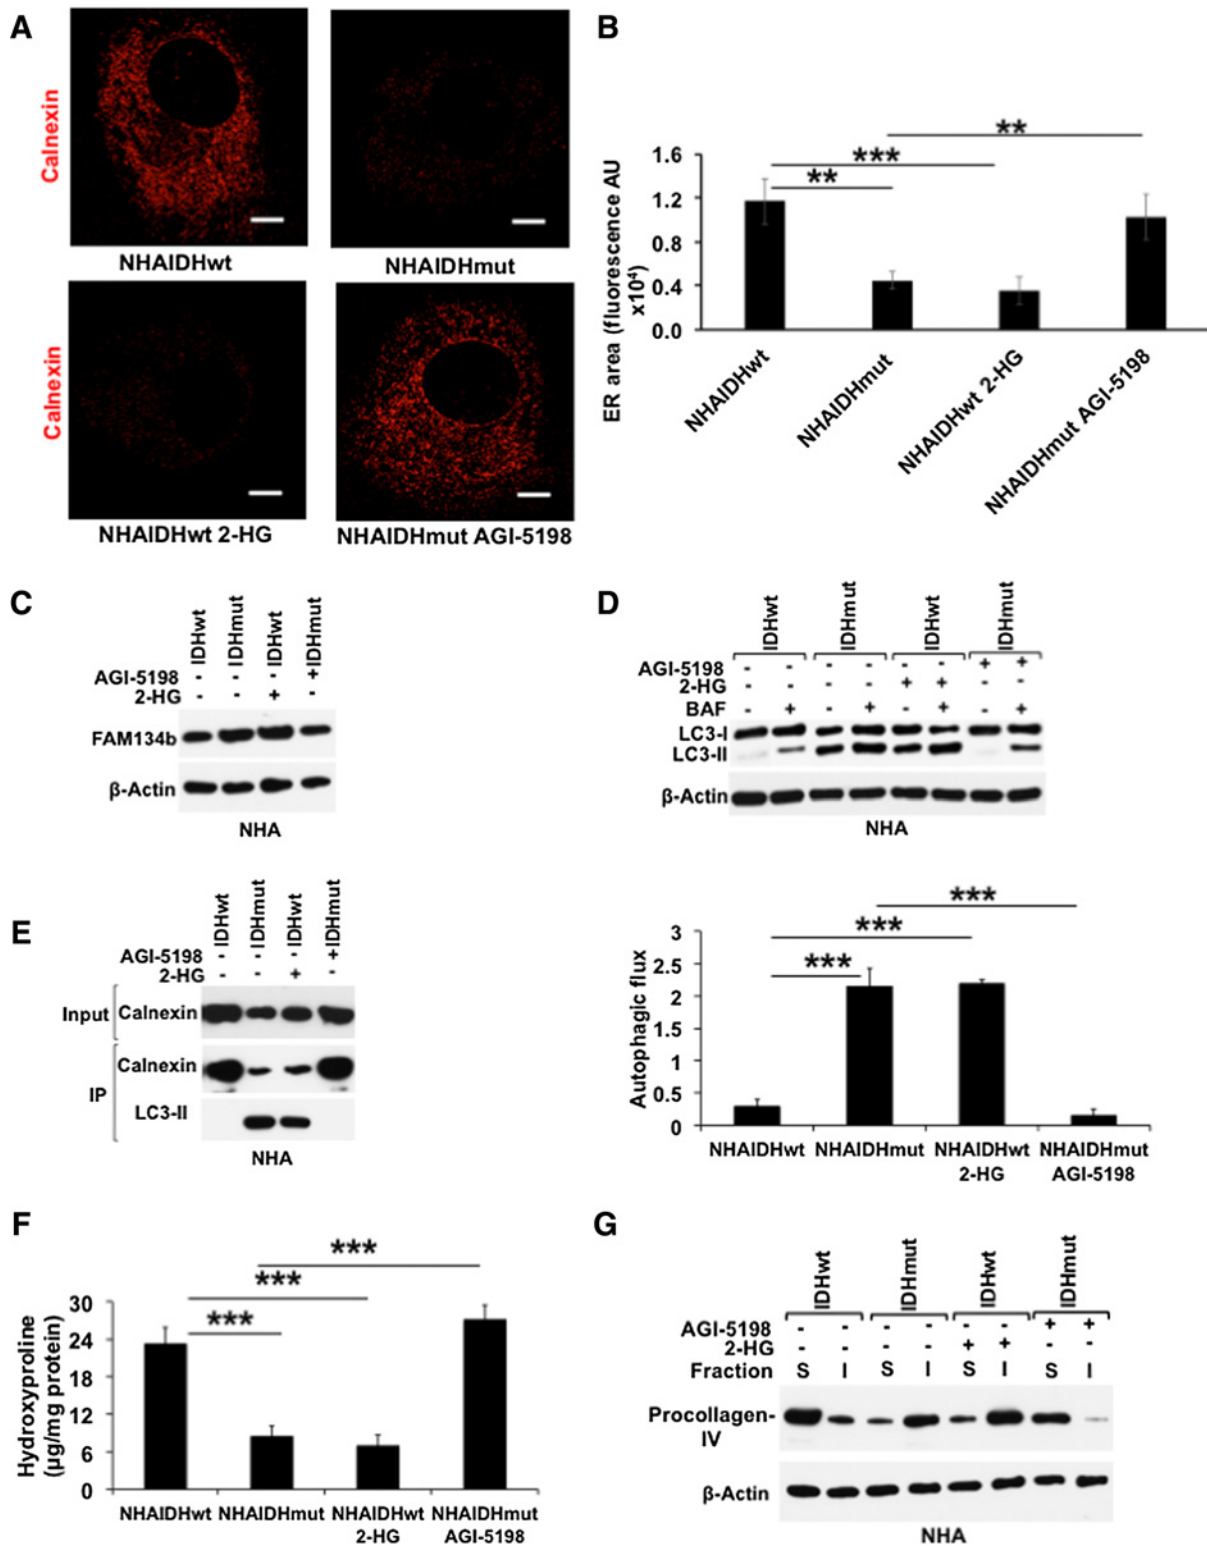 A
Calnexin
NHAIDHwt
NHAIDHmut
Calnexin
NHAIDHwt 2-HG
NHAIDHmut AGI-5198
B
ER area (fluorescence AU
x10⁴)
1.6
1.2
0.8
0.4
0.0
**
***
**
NHAIDHwt
NHAIDHmut
NHAIDHwt 2-HG
NHAIDHmut AGI-5198
C
IDHwt
IDHmut
IDHwt
IDHmut
AGI-5198 - - - +
2-HG - - + -
FAM134b
β-Actin
NHA
D
IDHwt
IDHmut
IDHwt
IDHmut
AGI-5198 - - - - - - + +
2-HG - - - - + + - -
BAF - + - + - + - +
LC3-I
LC3-II
β-Actin
NHA
Autophagic flux
3
2.5
2
1.5
1
0.5
0
***
***
***
NHAIDHwt
NHAIDHmut
NHAIDHwt
2-HG
NHAIDHmut
AGI-5198
E
IDHwt
IDHmut
IDHwt
IDHmut
AGI-5198 - - - +
2-HG - - + -
Input
Calnexin
IP
Calnexin
LC3-II
NHA
F
Hydroxyproline
(µg/mg protein)
30
24
18
12
6
0
***
***
***
NHAIDHwt
NHAIDHmut
NHAIDHwt
2-HG
NHAIDHmut
AGI-5198
G
IDHwt
IDHmut
IDHwt
IDHmut
AGI-5198 - - - - - - + +
2-HG - - - - + + - -
Fraction S I S I S I S I
Procollagen-
IV
β-Actin
NHA